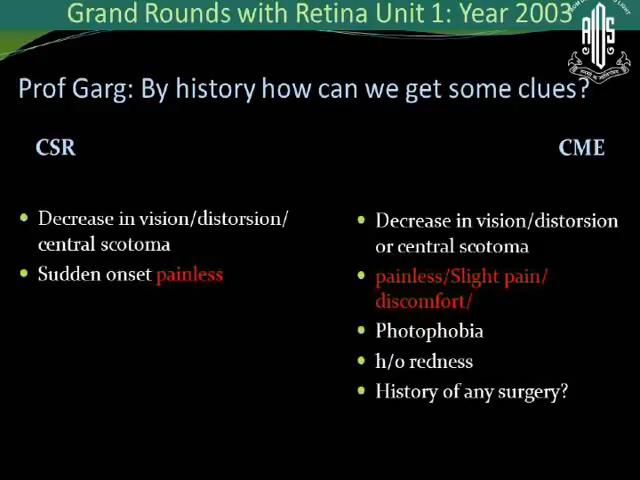 Grand Rounds with Retina Unit 1: Year 2003
Prof Garg: By history how can we get some clues?
CSR
Decrease in vision/distorsion/
central scotoma
Sudden onset painless
CME
Decrease in vision/distorsion
or central scotoma
painless/Slight pain/
discomfort/
Photophobia
h/o redness
History of any surgery?